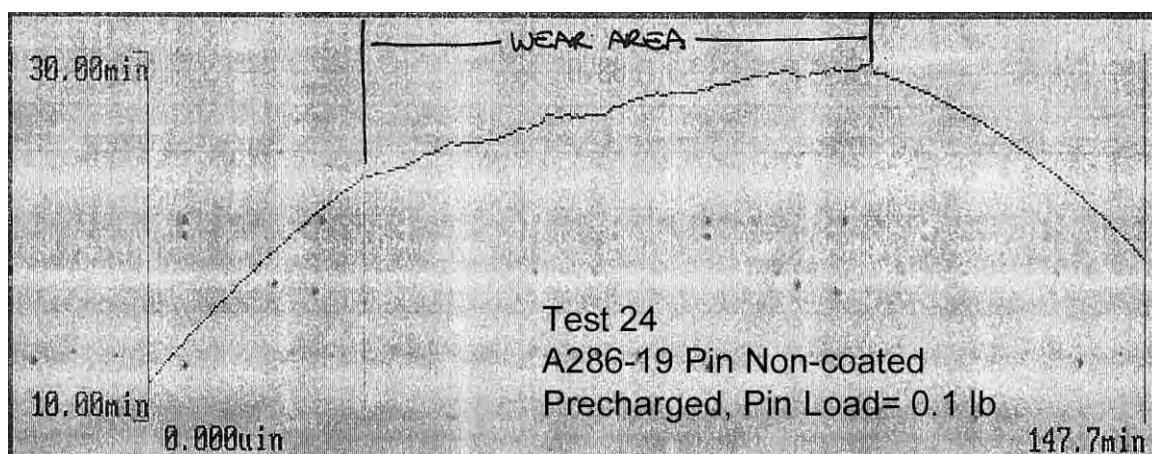 WEAR AREA
30.00min
Test 24
A286-19 Pin Non-coated
Precharged, Pin Load= 0.1 lb
10.00min
0.000uin
147.7min